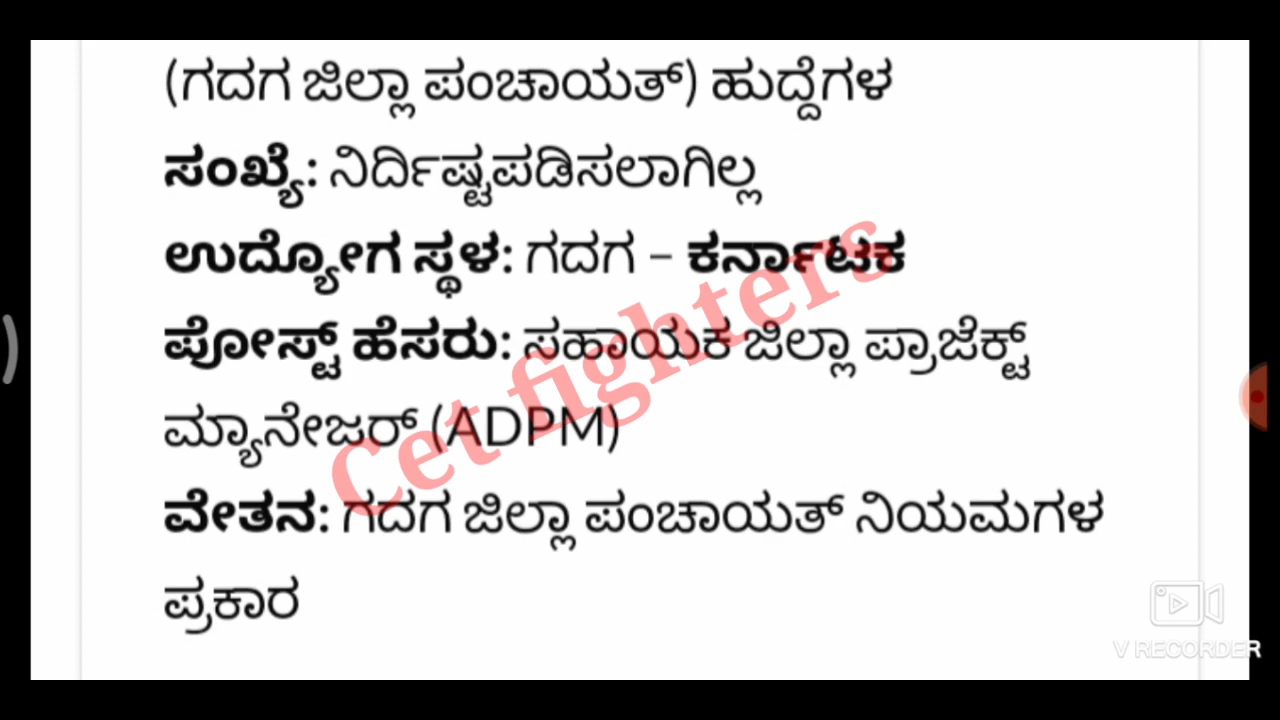 (ಗದಗ ಜಿಲ್ಲಾ ಪಂಚಾಯತ್) ಹುದ್ದೆಗಳ
ಸಂಖ್ಯೆ: ನಿರ್ದಿಷ್ಟಪಡಿಸಲಾಗಿಲ್ಲ
ಉದ್ಯೋಗ ಸ್ಥಳ: ಗದಗ – ಕರ್ನಾಟಕ
ಪೋಸ್ಟ್ ಹೆಸರು: ಸಹಾಯಕ ಜಿಲ್ಲಾ ಪ್ರಾಜೆಕ್ಟ್
ಮ್ಯಾನೇಜರ್ (ADPM)
ವೇತನ: ಗದಗ ಜಿಲ್ಲಾ ಪಂಚಾಯತ್ ನಿಯಮಗಳ
ಪ್ರಕಾರ
Cet fighters
V RECORDER